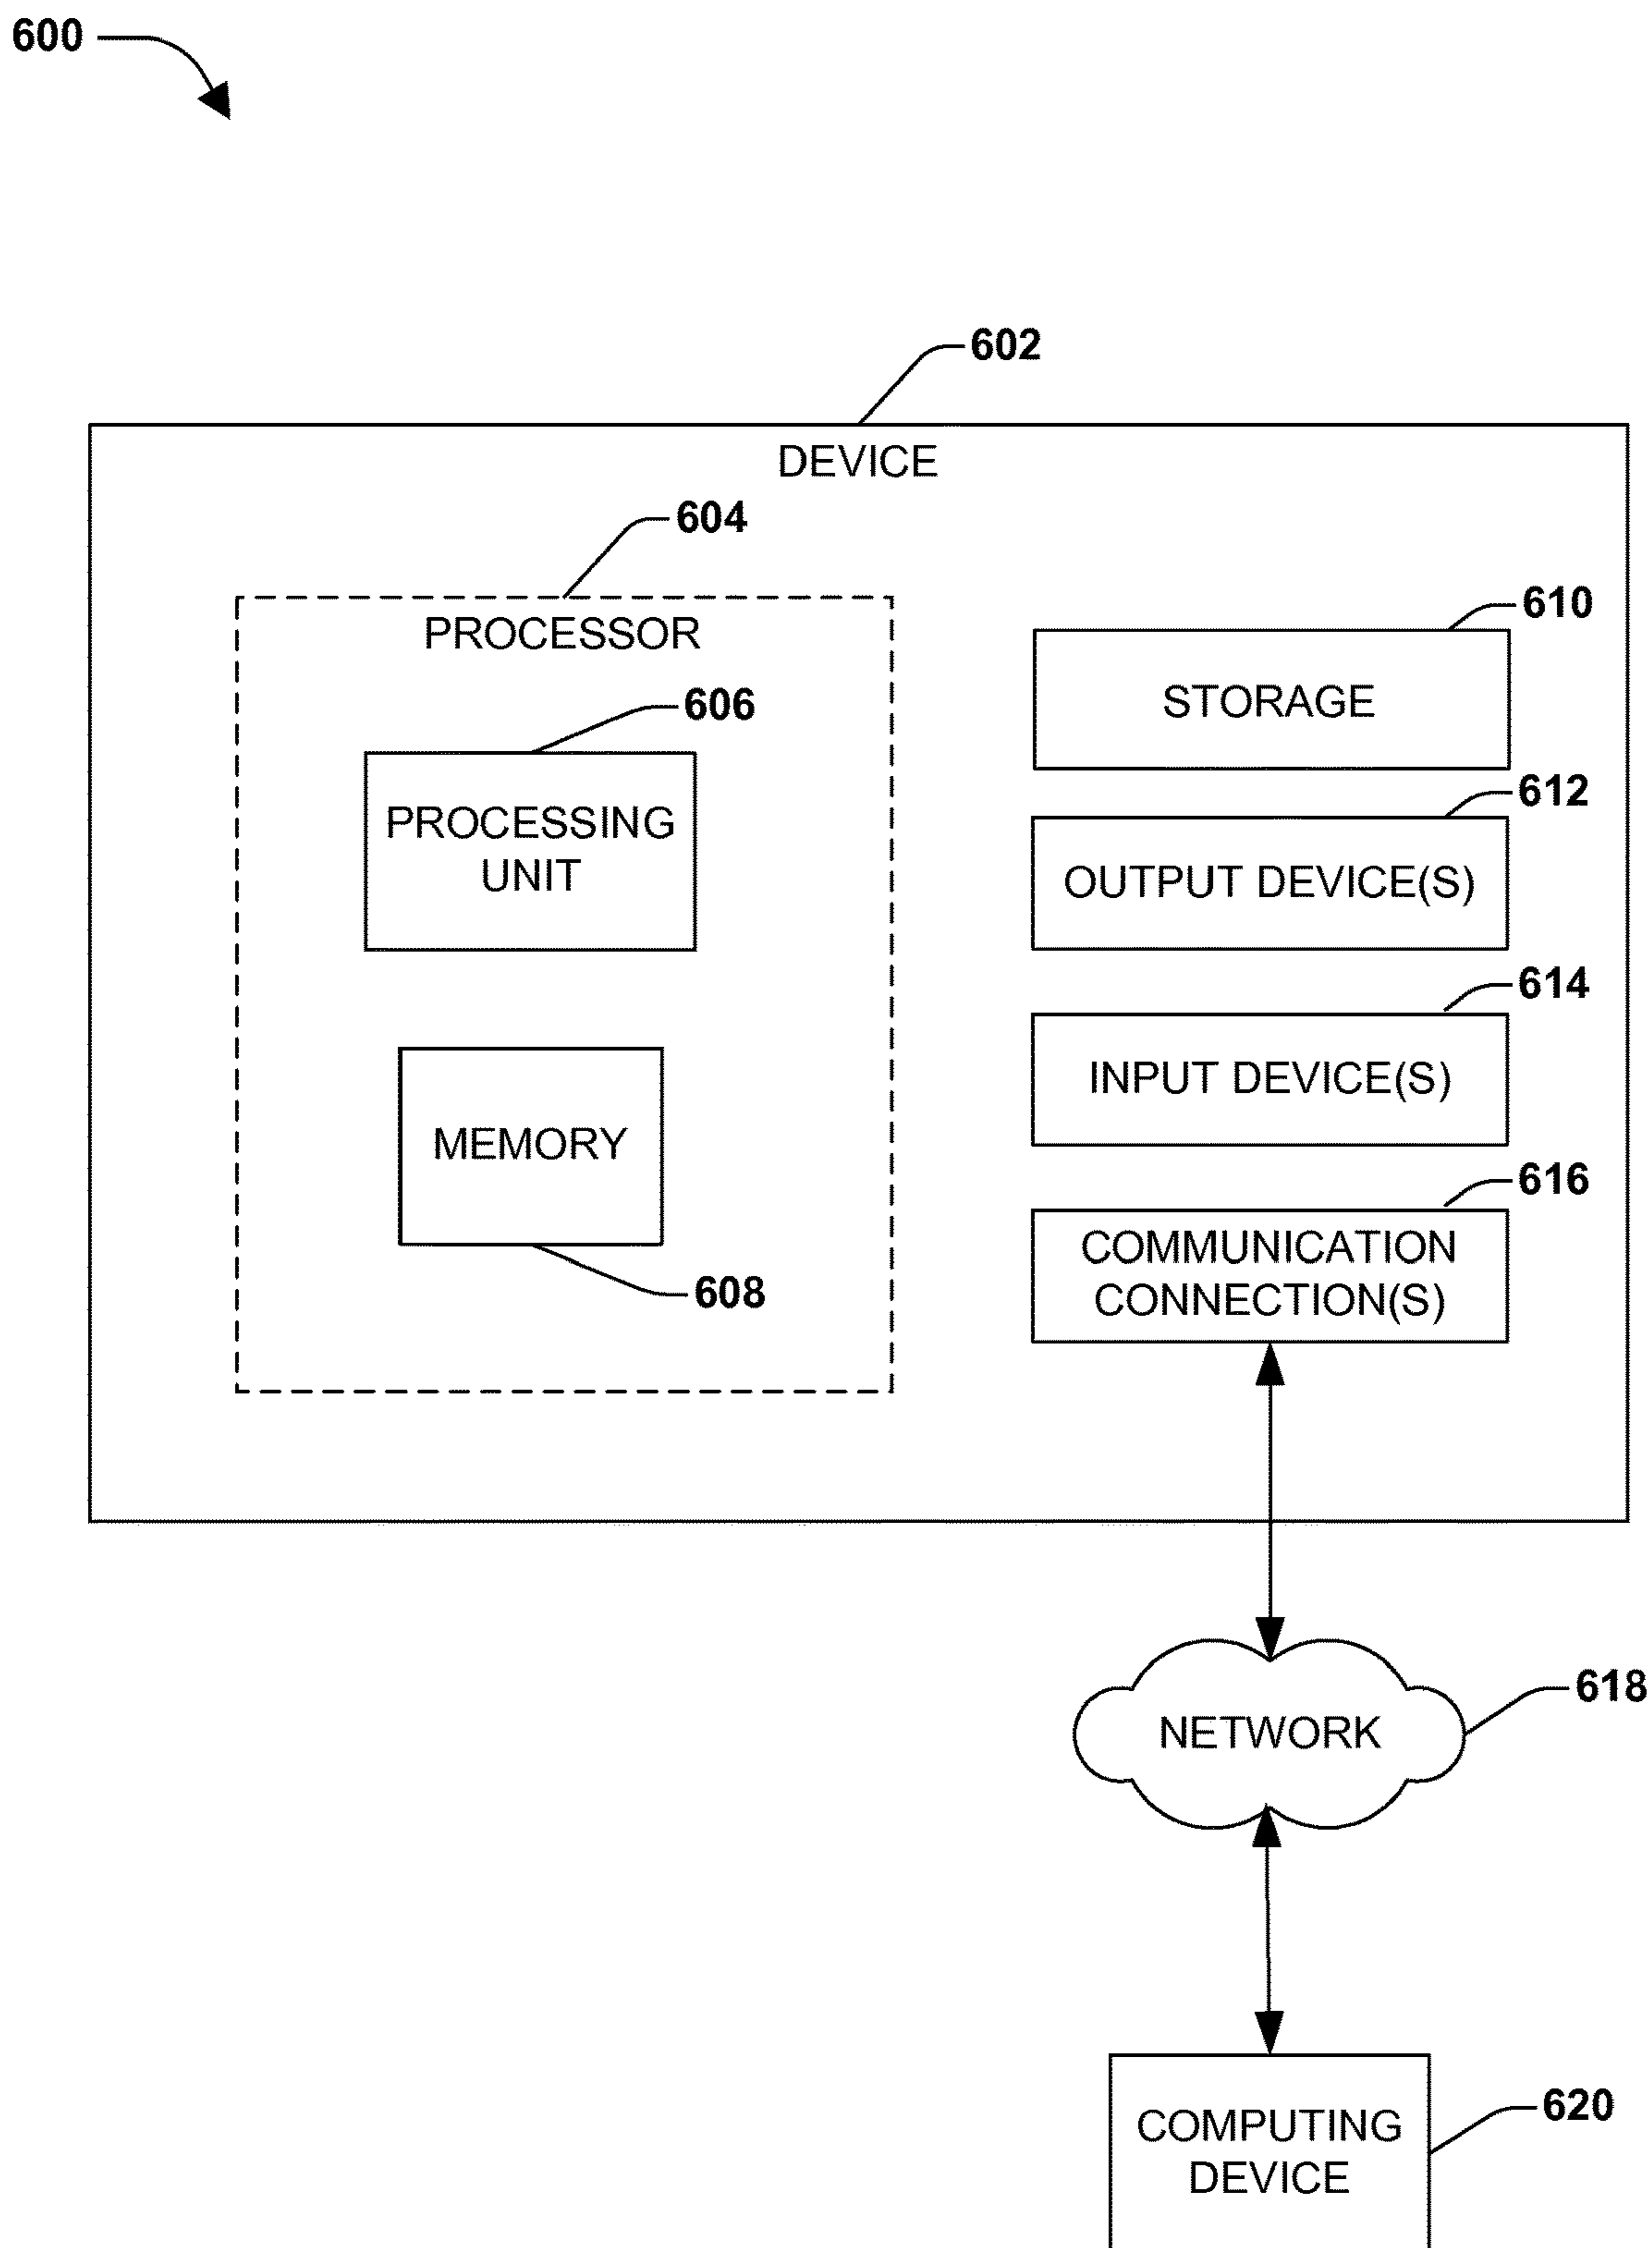 600
602
DEVICE
604
PROCESSOR
606
PROCESSING
UNIT
MEMORY
608
610
STORAGE
612
OUTPUT DEVICE(S)
614
INPUT DEVICE(S)
616
COMMUNICATION
CONNECTION(S)
618
NETWORK
620
COMPUTING
DEVICE